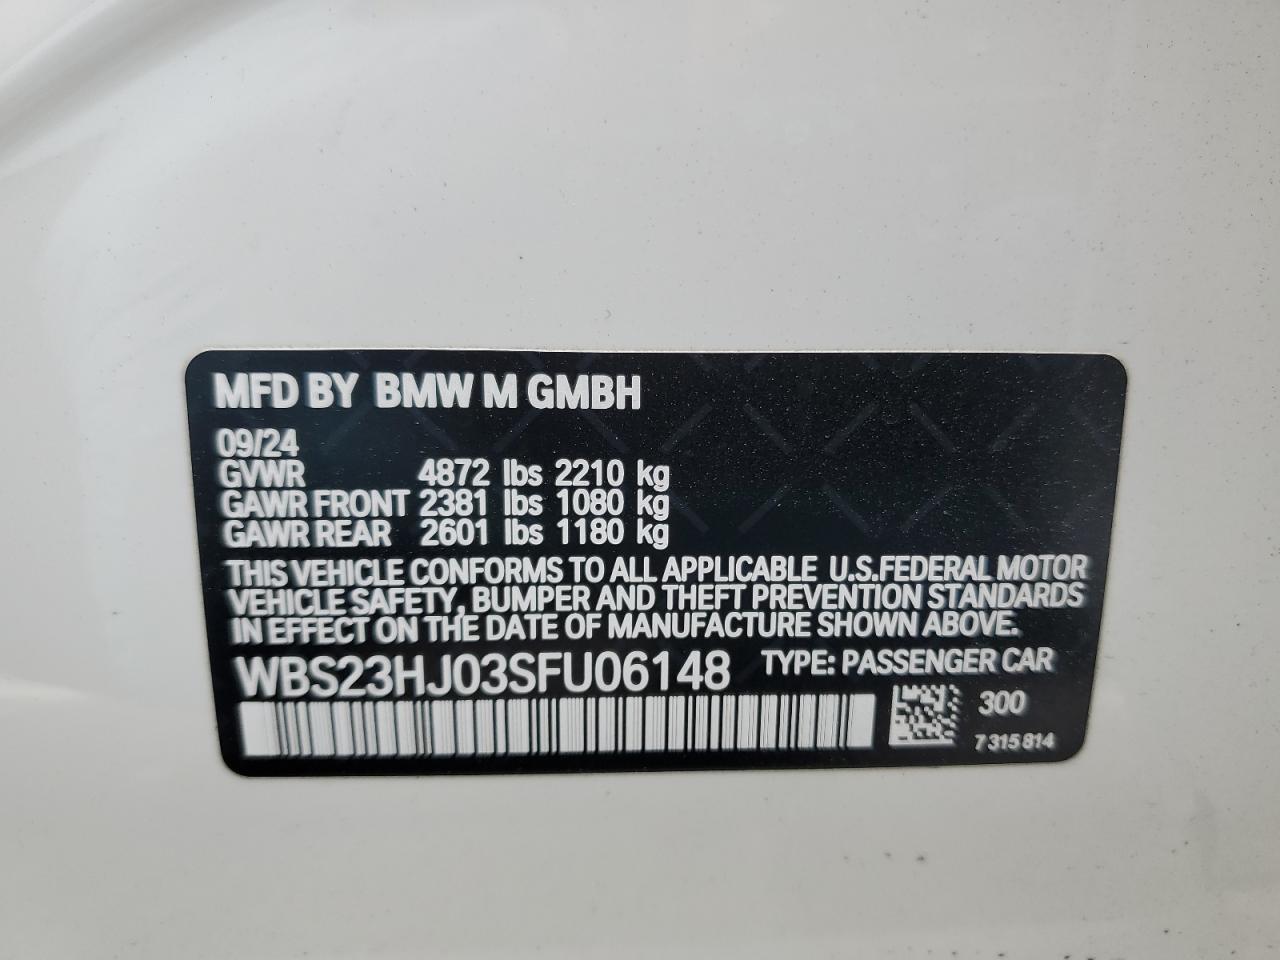 MFD BY BMW M GMBH
09/24
GVWR 4872 lbs 2210 kg
GAWR FRONT 2381 lbs 1080 kg
GAWR REAR 2601 lbs 1180 kg
THIS VEHICLE CONFORMS TO ALL APPLICABLE U.S.FEDERAL MOTOR
VEHICLE SAFETY, BUMPER AND THEFT PREVENTION STANDARDS
IN EFFECT ON THE DATE OF MANUFACTURE SHOWN ABOVE.
WBS23HJ03SFU06148 TYPE: PASSENGER CAR
300
7 315 814